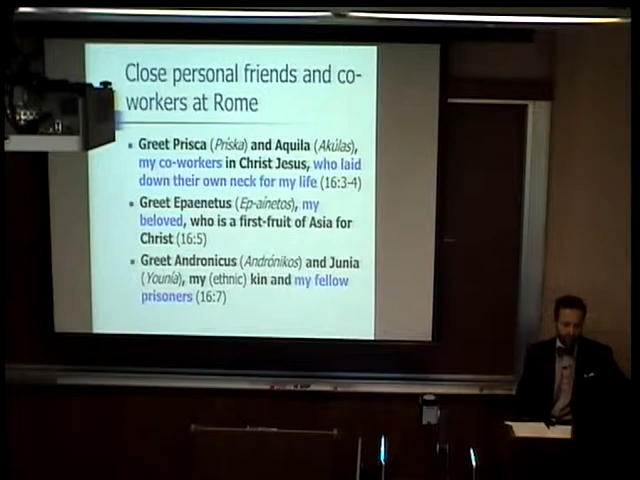 Close personal friends and co-
workers at Rome
Greet Prisca (Príska) and Aquila (Akúlas),
my co-workers in Christ Jesus, who laid
down their own neck for my life (16:3-4)
Greet Epaenetus (Ep-aínetos), my
beloved, who is a first-fruit of Asia for
Christ (16:5)
Greet Andronicus (Andrónikos) and Junia
(Younía), my (ethnic) kin and my fellow
prisoners (16:7)